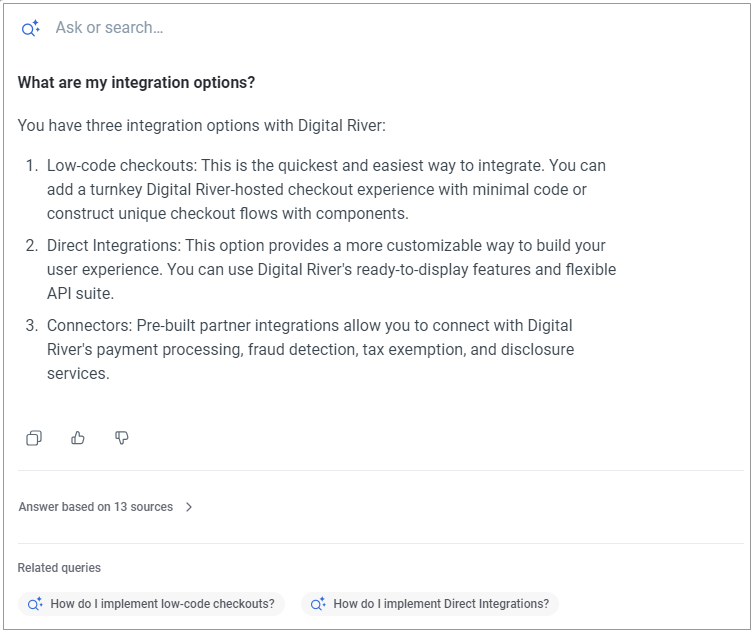 Ask or search...
What are my integration options?
You have three integration options with Digital River:
1. Low-code checkouts: This is the quickest and easiest way to integrate. You can
add a turnkey Digital River-hosted checkout experience with minimal code or
construct unique checkout flows with components.
2. Direct Integrations: This option provides a more customizable way to build your
user experience. You can use Digital River's ready-to-display features and flexible
API suite.
3. Connectors: Pre-built partner integrations allow you to connect with Digital
River's payment processing, fraud detection, tax exemption, and disclosure
services.
Answer based on 13 sources
Related queries
How do I implement low-code checkouts?
How do I implement Direct Integrations?